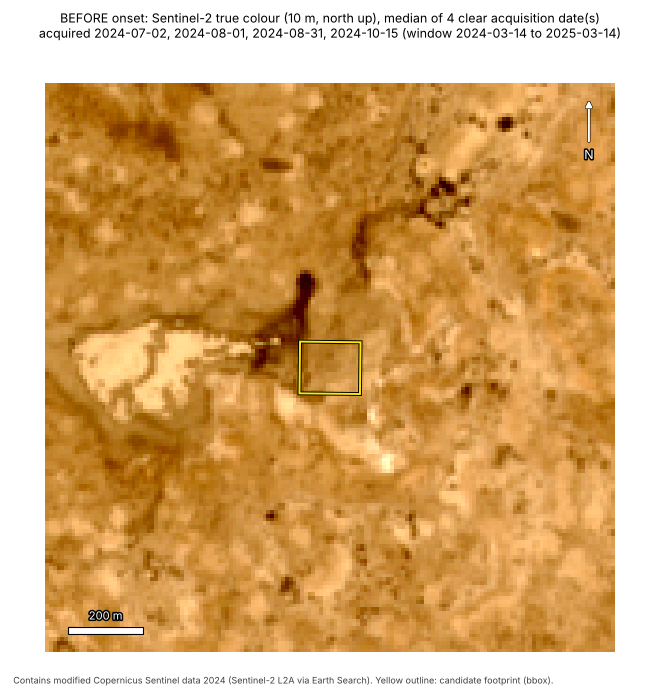 BEFORE onset: Sentinel-2 true colour (10 m, north up), median of 4 clear acquisition date(s)
acquired 2024-07-02, 2024-08-01, 2024-08-31, 2024-10-15 (window 2024-03-14 to 2025-03-14)
N
200 m
Contains modified Copernicus Sentinel data 2024 (Sentinel-2 L2A via Earth Search). Yellow outline: candidate footprint (bbox).